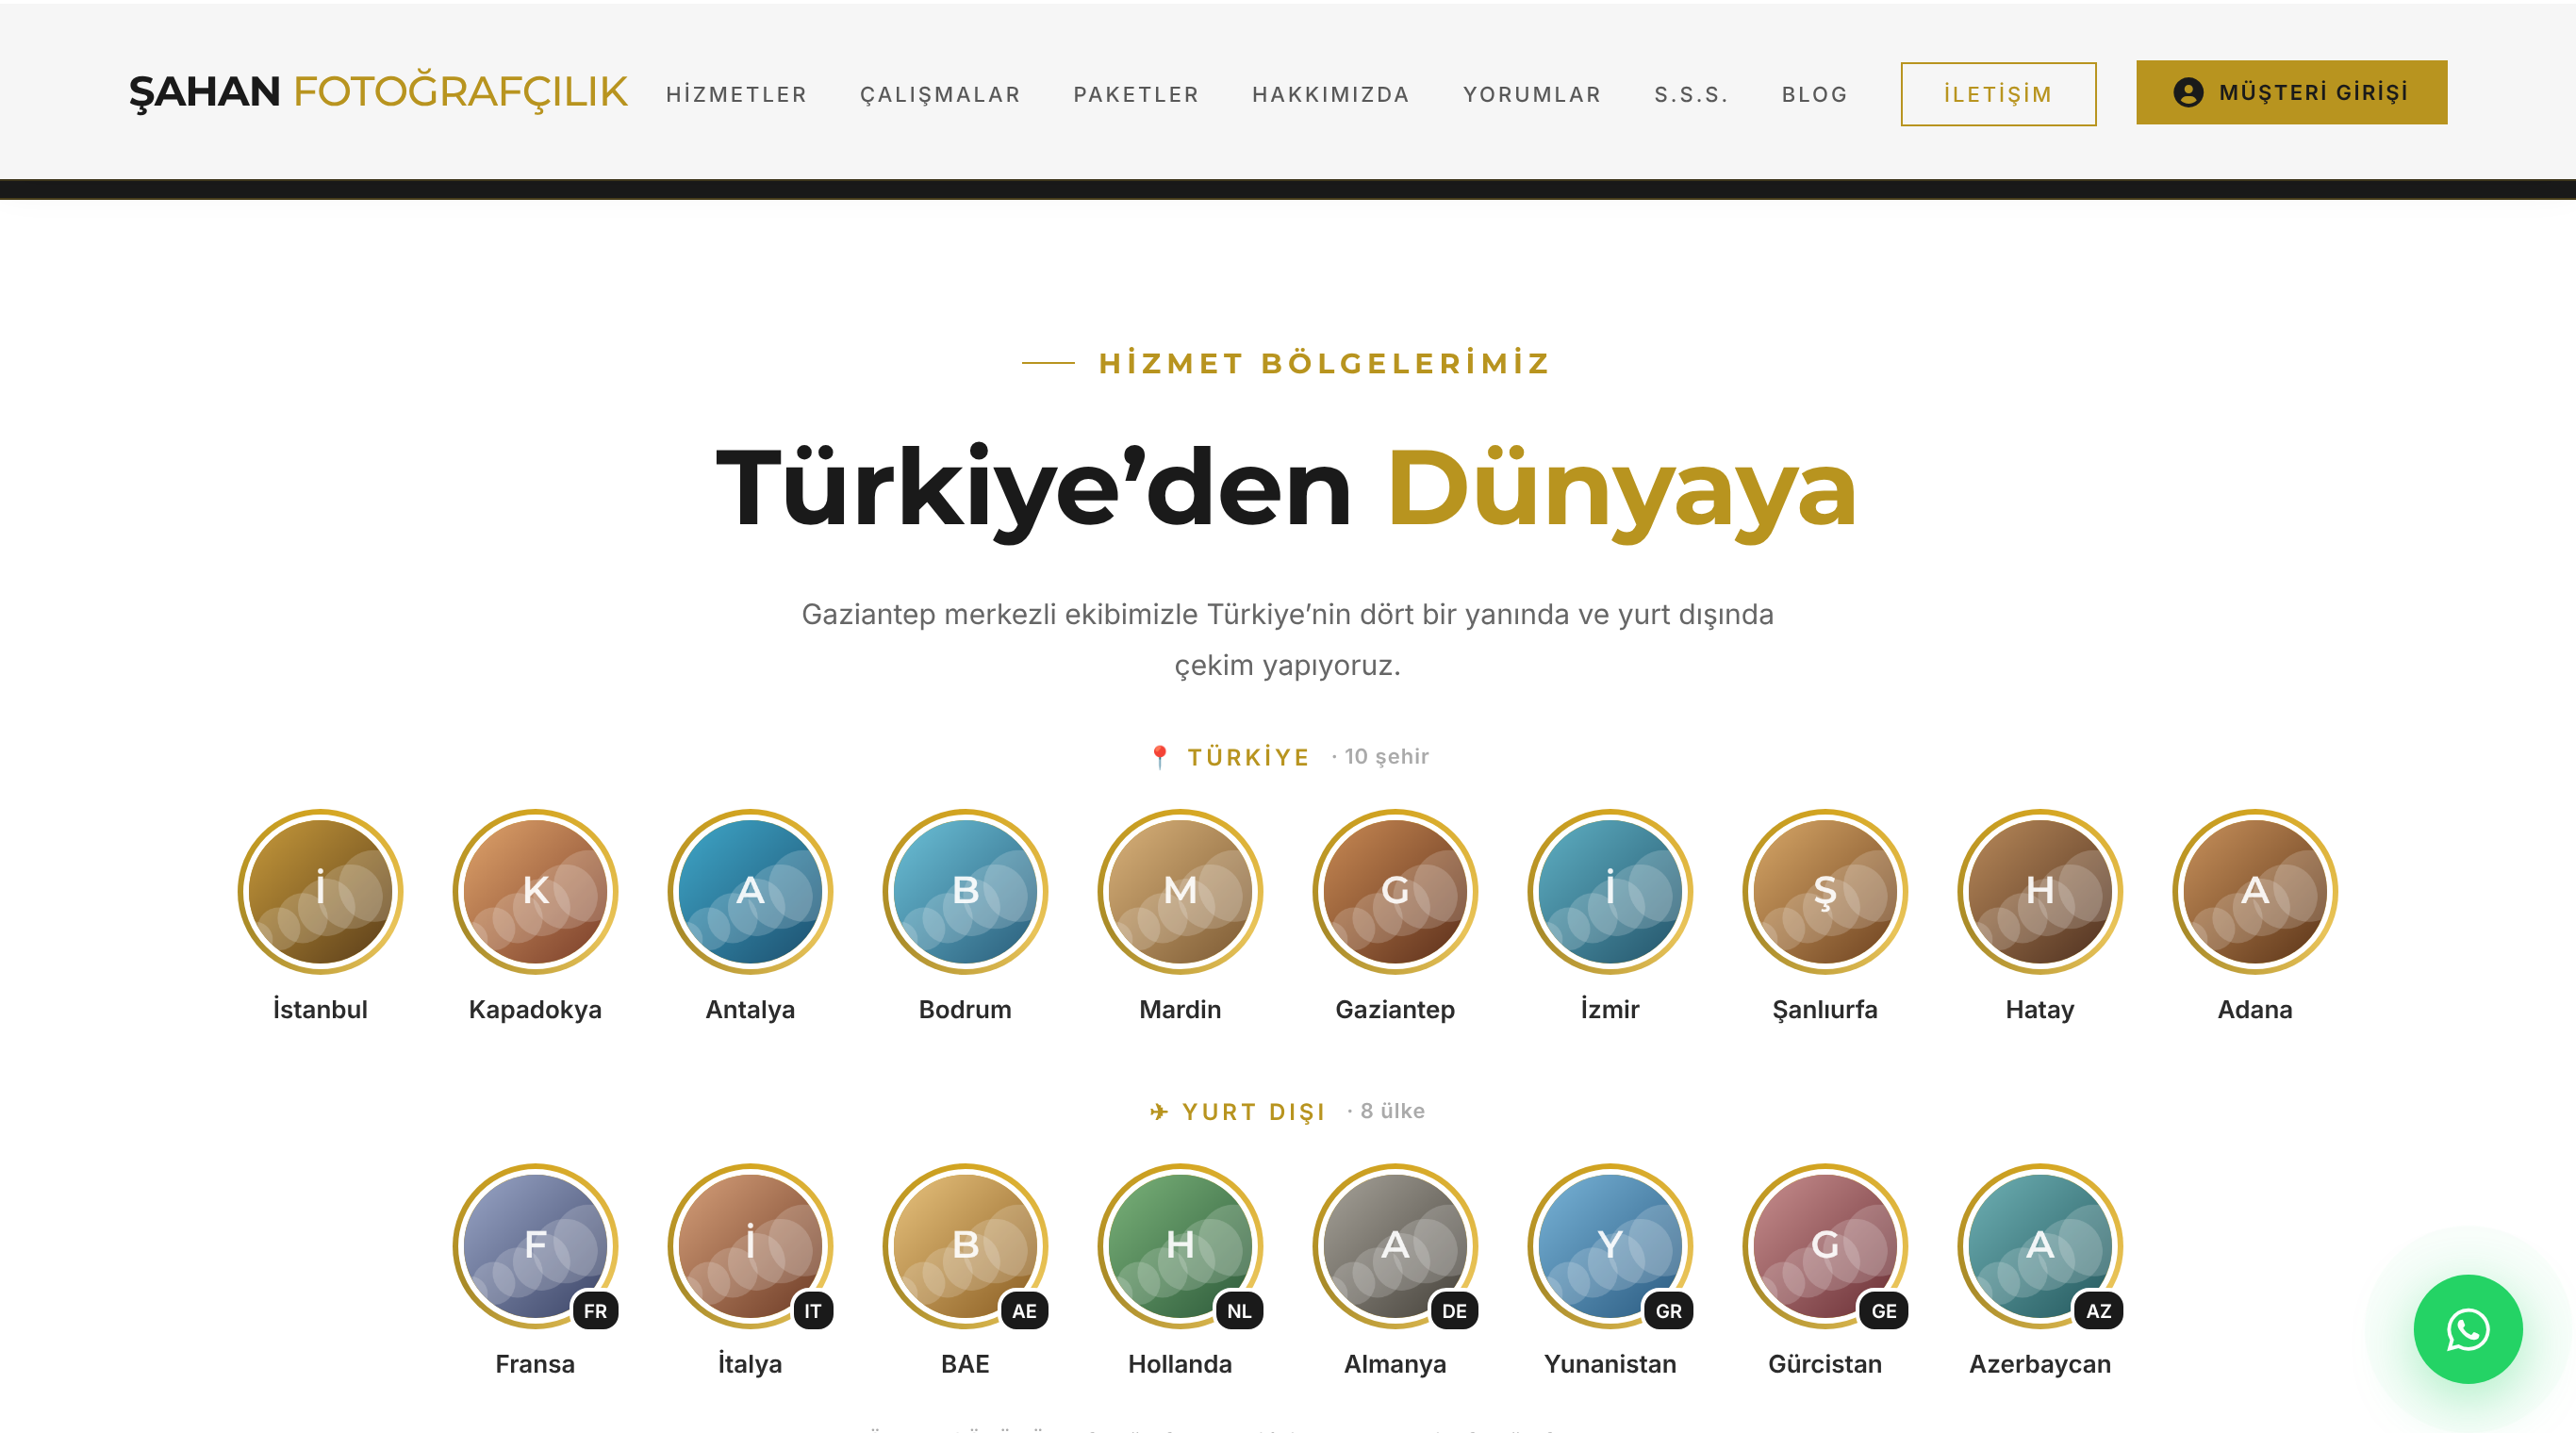 ŞAHAN FOTOĞRAFÇILIK HİZMETLER ÇALIŞMALAR PAKETLER HAKKIMIZDA YORUMLAR S.S.S. BLOG İLETİŞİM MÜŞTERİ GİRİŞİ
HİZMET BÖLGELERİMİZ
Türkiye’den Dünyaya
Gaziantep merkezli ekibimizle Türkiye’nin dört bir yanında ve yurt dışında
çekim yapıyoruz.
📍 TÜRKİYE · 10 şehir
İ K A B M G İ Ş H A
İstanbul Kapadokya Antalya Bodrum Mardin Gaziantep İzmir Şanlıurfa Hatay Adana
✈ YURT DIŞI · 8 ülke
F İ B H A Y G A
FR IT AE NL DE GR GE AZ
Fransa İtalya BAE Hollanda Almanya Yunanistan Gürcistan Azerbaycan